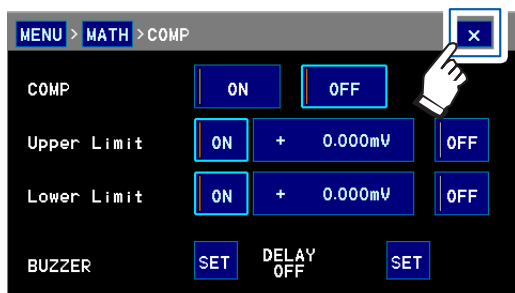 MENU > MATH > COMP ×
COMP ON OFF
Upper Limit ON + 0.000mV OFF
Lower Limit ON + 0.000mV OFF
BUZZER SET DELAY OFF SET